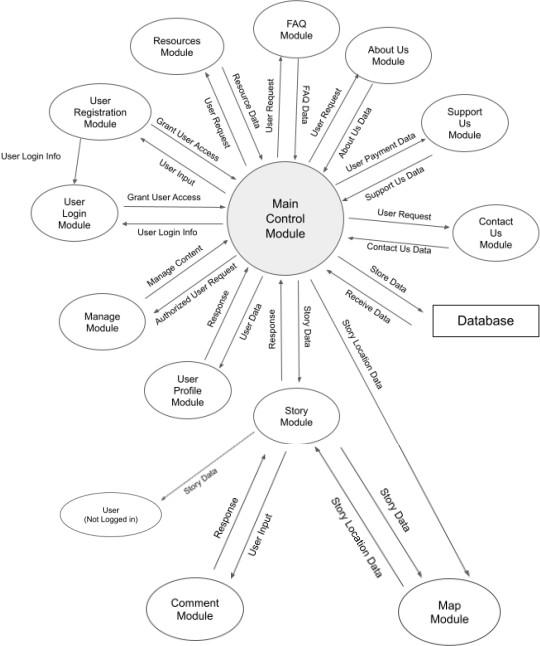 FAQ
Module
Resources
Module
About Us
Module
User
Registration
Module
Support
Us
Module
Resource Data
User Request
User Request
FAQ Data
User Request
About Us Data
Grant User Access
User Input
User Payment Data
Support Us Data
User Login Info
User
Login
Module
Grant User Access
User Login Info
Main
Control
Module
User Request
Contact Us Data
Contact
Us
Module
Manage Content
Authorized User Request
Manage
Module
Response
User Data
User
Profile
Module
Response
Story Data
Store Data
Receive Data
Database
Story Location Data
Story
Module
Story Data
User
(Not Logged in)
Response
User Input
Story Data
Story Location Data
Comment
Module
Map
Module